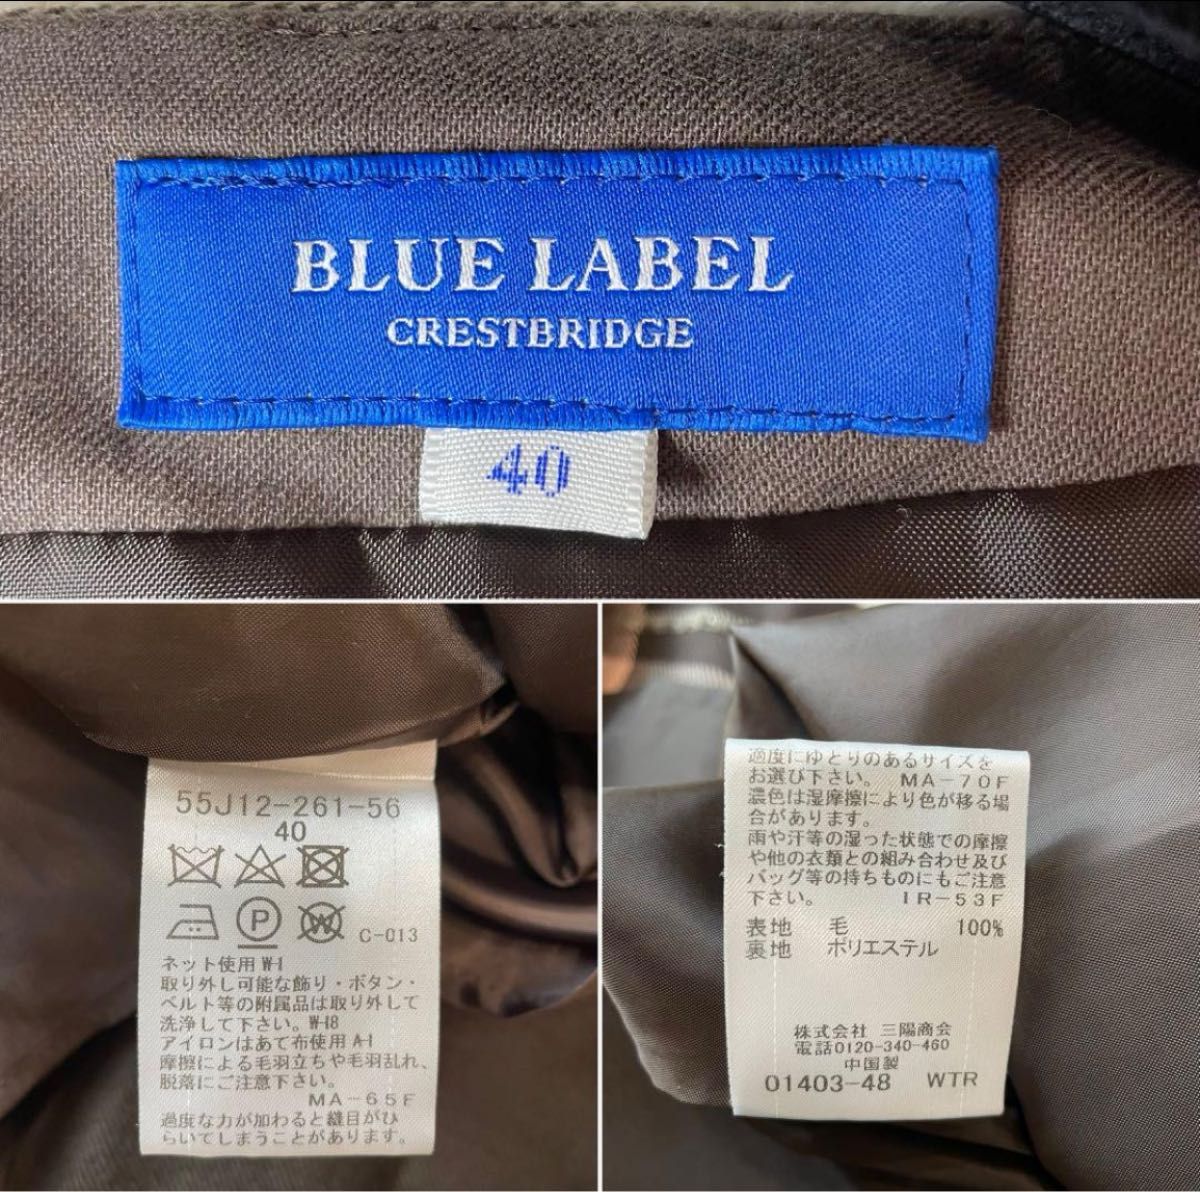 BLUE LABEL
CRESTBRIDGE
40
55J12-261-56
40
P
W
C-013
ネット使用 W-1
取り外し可能な飾り・ボタン・
ベルト等の附属品は取り外して
洗浄して下さい。W-18
アイロンはあて布使用 A-1
摩擦による毛羽立ちや毛羽乱れ、
脱落にご注意下さい。
MA-65F
過度な力が加わると縫目がひ
らいてしまうことがあります。
適度にゆとりのあるサイズを
お選び下さい。 MA-70F
濃色は湿摩擦により色が移る場
合があります。
雨や汗等の湿った状態での摩擦
や他の衣類との組み合わせ及び
バッグ等の持ちものにもご注意
下さい。 IR-53F
表地 毛 100%
裏地 ポリエステル
株式会社 三陽商会
電話0120-340-460
中国製
01403-48 WTR